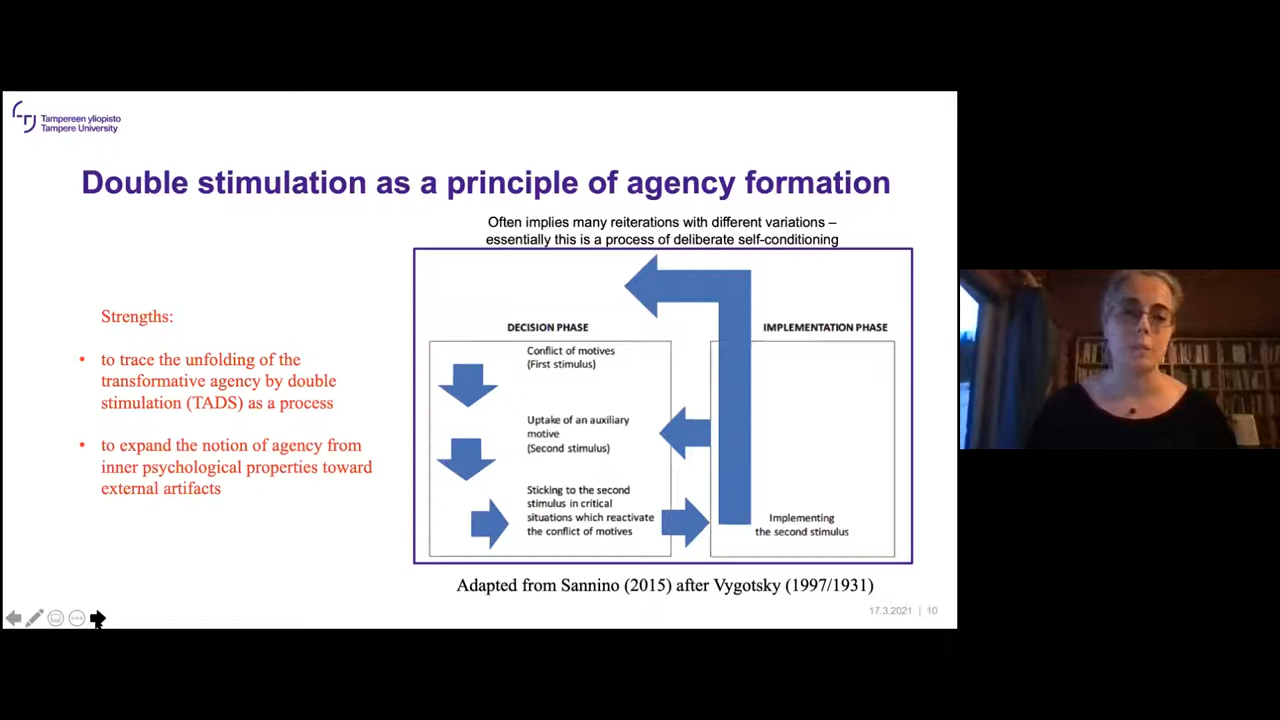 Tampereen yliopisto
Tampere University
Double stimulation as a principle of agency formation
Often implies many reiterations with different variations –
essentially this is a process of deliberate self-conditioning
Strengths:
• to trace the unfolding of the
transformative agency by double
stimulation (TADS) as a process
• to expand the notion of agency from
inner psychological properties toward
external artifacts
DECISION PHASE
Conflict of motives
(First stimulus)
Uptake of an auxiliary
motive
(Second stimulus)
Sticking to the second
stimulus in critical
situations which reactivate
the conflict of motives
IMPLEMENTATION PHASE
Implementing
the second stimulus
Adapted from Sannino (2015) after Vygotsky (1997/1931)
17.3.2021 | 10